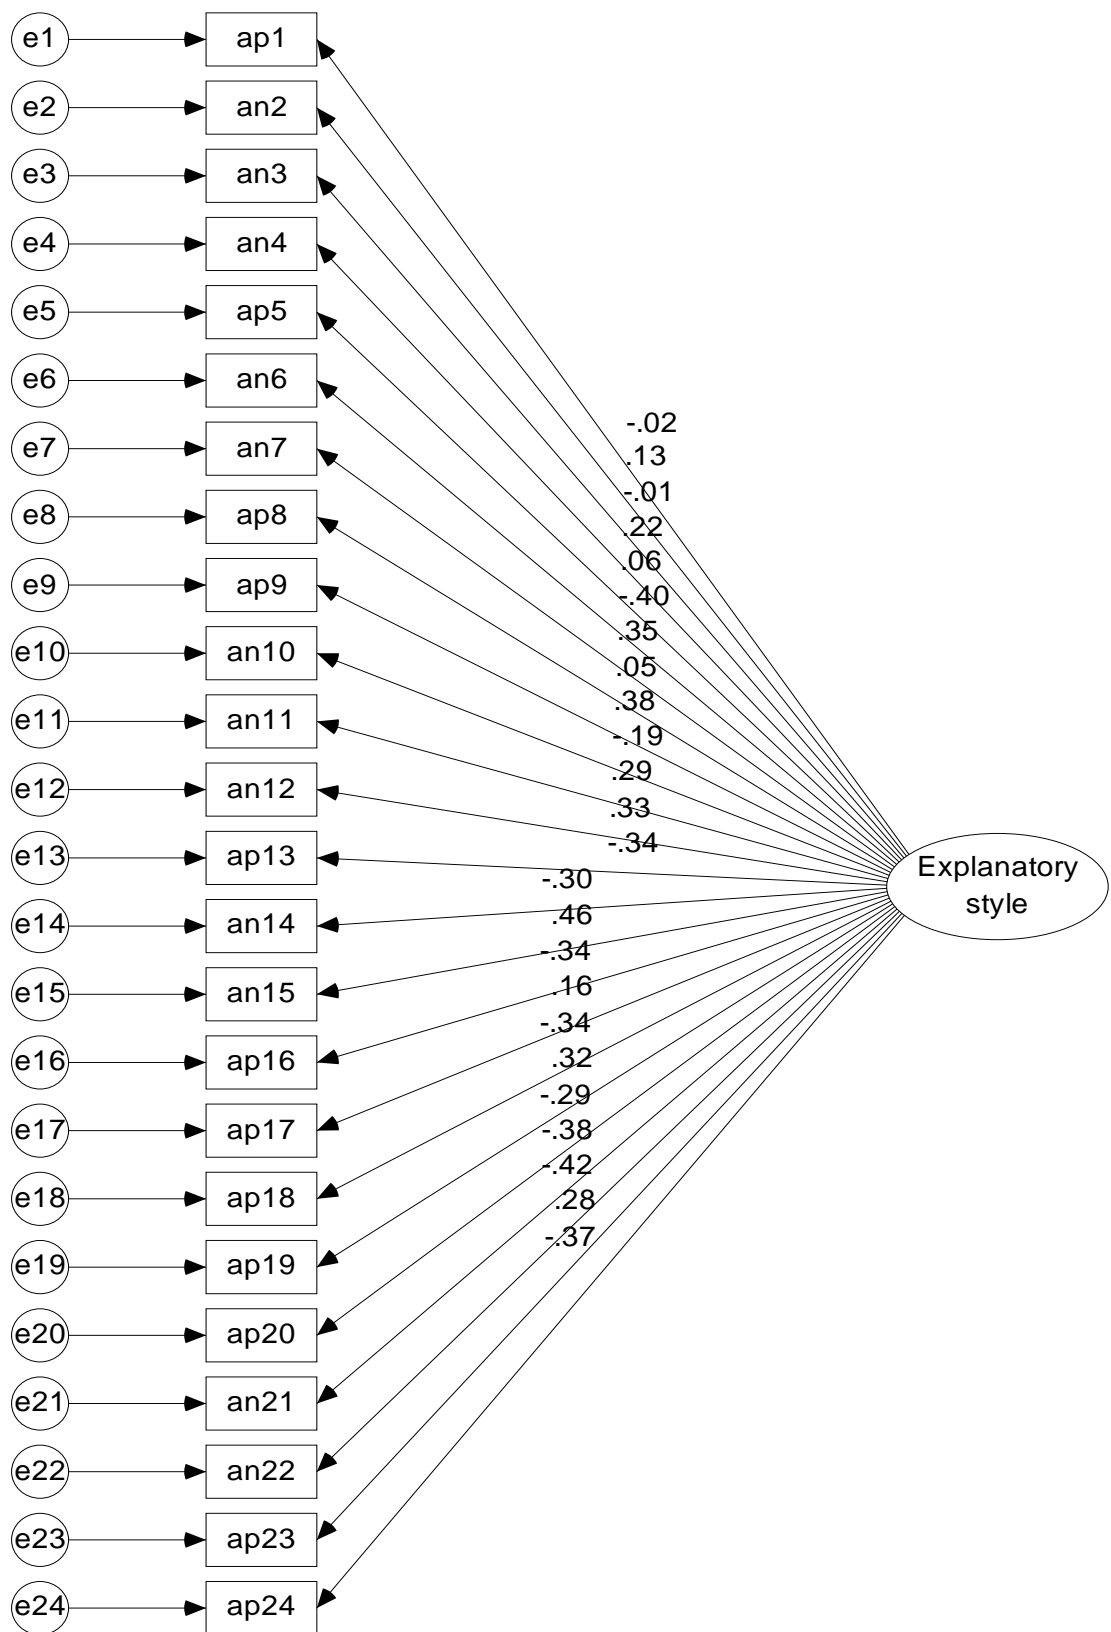 e1 ap1
e2 an2
e3 an3
e4 an4
e5 ap5
e6 an6
e7 an7
e8 ap8
e9 ap9
e10 an10
e11 an11
e12 an12
e13 ap13
e14 an14
e15 an15
e16 ap16
e17 ap17
e18 ap18
e19 ap19
e20 ap20
e21 an21
e22 an22
e23 ap23
e24 ap24
-.02
.13
-.01
.22
.06
-.40
.35
.05
.38
-.19
.29
.33
-.34
-.30
.46
-.34
.16
-.34
.32
-.29
-.38
-.42
.28
-.37
Explanatory
style